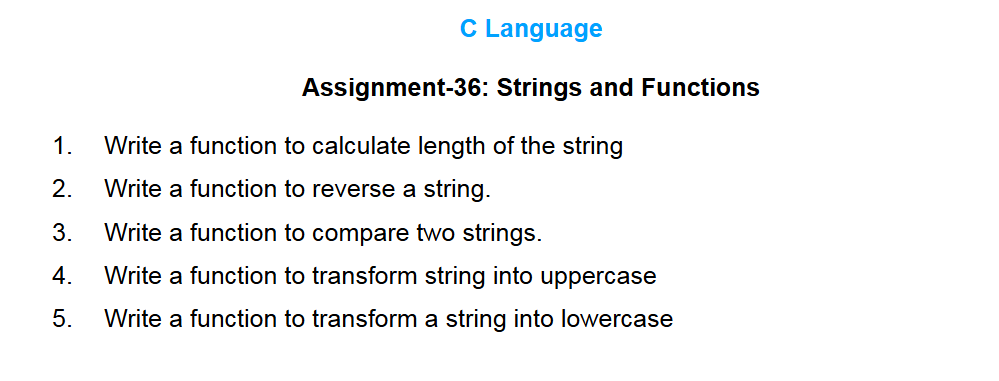 C Language
Assignment-36: Strings and Functions
1. Write a function to calculate length of the string
2. Write a function to reverse a string.
3. Write a function to compare two strings.
4. Write a function to transform string into uppercase
5. Write a function to transform a string into lowercase